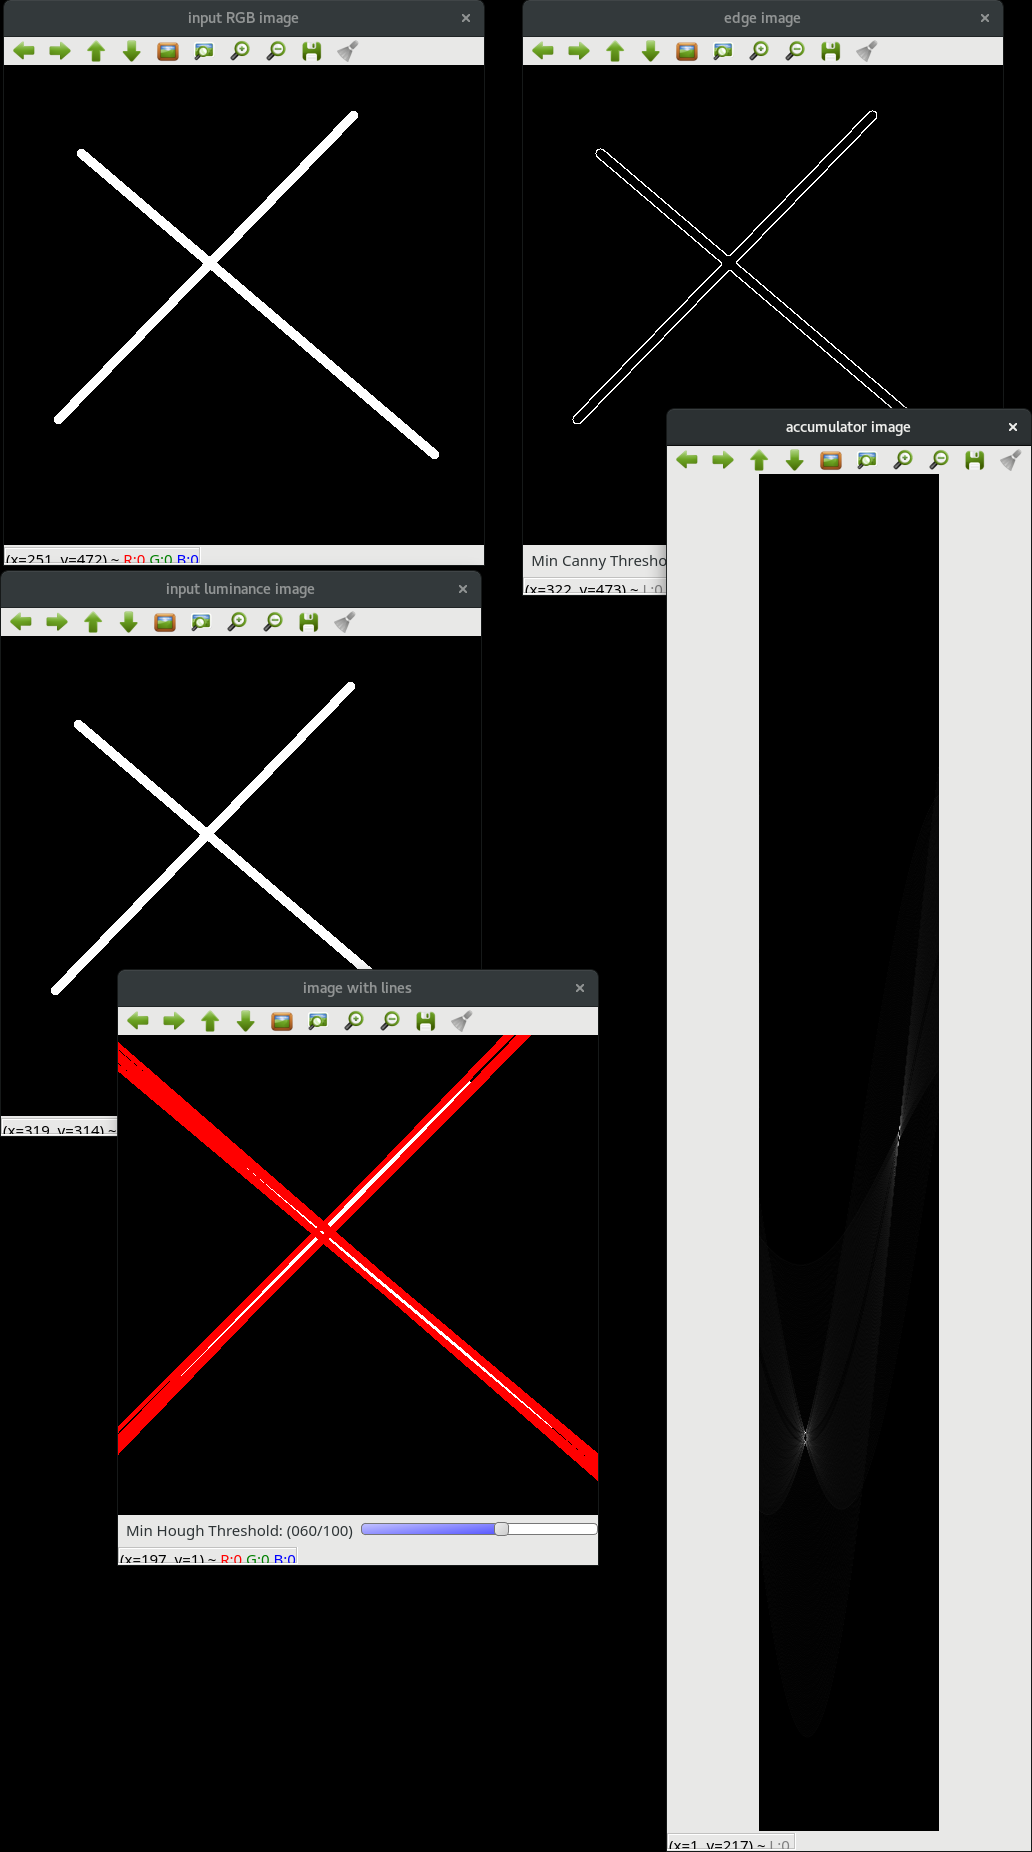 input RGB image
(x=251, y=472) ~ R:0 G:0 B:0
edge image
Min Canny Thresho
(x=322, y=473) ~ L:0
input luminance image
(x=319, y=314) ~
image with lines
Min Hough Threshold: (060/100)
(x=197, y=1) ~ R:0 G:0 B:0
accumulator image
(x=1, y=217) ~ L:0